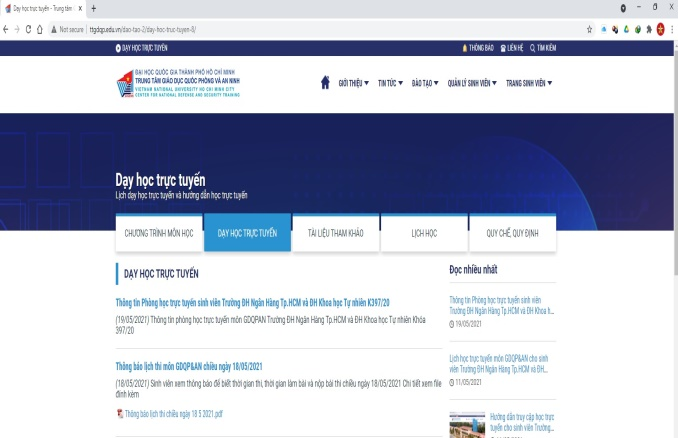 Dạy học trực tuyến - Trung tâm
Not secure | ttgdqp.edu.vn/dao-tao-2/day-hoc-truc-tuyen-8/
DẠY HỌC TRỰC TUYẾN
THÔNG BÁO
LIÊN HỆ
TÌM KIẾM
ĐẠI HỌC QUỐC GIA THÀNH PHỐ HỒ CHÍ MINH
TRUNG TÂM GIÁO DỤC QUỐC PHÒNG VÀ AN NINH
VIETNAM NATIONAL UNIVERSITY HO CHI MINH CITY
CENTER FOR NATIONAL DEFENSE AND SECURITY TRAINING
GIỚI THIỆU
TIN TỨC
ĐÀO TẠO
QUẢN LÝ SINH VIÊN
TRANG SINH VIÊN
Dạy học trực tuyến
Lịch dạy học trực tuyến và hướng dẫn học trực tuyến
CHƯƠNG TRÌNH MÔN HỌC
DẠY HỌC TRỰC TUYẾN
TÀI LIỆU THAM KHẢO
LỊCH HỌC
QUY CHẾ, QUY ĐỊNH
DẠY HỌC TRỰC TUYẾN
Thông tin Phòng học trực tuyến sinh viên Trường ĐH Ngân Hàng Tp.HCM và ĐH Khoa học Tự nhiên K397/20
(19/05/2021) Thông tin phòng học trực tuyến môn GDQPAN Trường ĐH Ngân Hàng Tp.HCM và ĐH Khoa học Tự nhiên Khóa
397/20
Thông báo lịch thi môn GDQP&AN chiều ngày 18/05/2021
(18/05/2021) Sinh viên xem thông báo để biết thời gian thi, thời gian làm bài và nộp bài thi chiều ngày 18/05/2021 Chi tiết xem file
đính kèm
Thông báo lịch thi chiều ngày 18 5 2021.pdf
Đọc nhiều nhất
Thông tin Phòng học trực tuyến sinh viên
Trường ĐH Ngân Hàng Tp.HCM và ĐH Khoa h...
19/05/2021
Lịch học trực tuyến môn GDQP&AN cho sinh
viên Trường ĐH Ngân Hàng Tp.HCM và ĐH...
11/05/2021
Hướng dẫn truy cập học trực
tuyến cho sinh viên Trường...